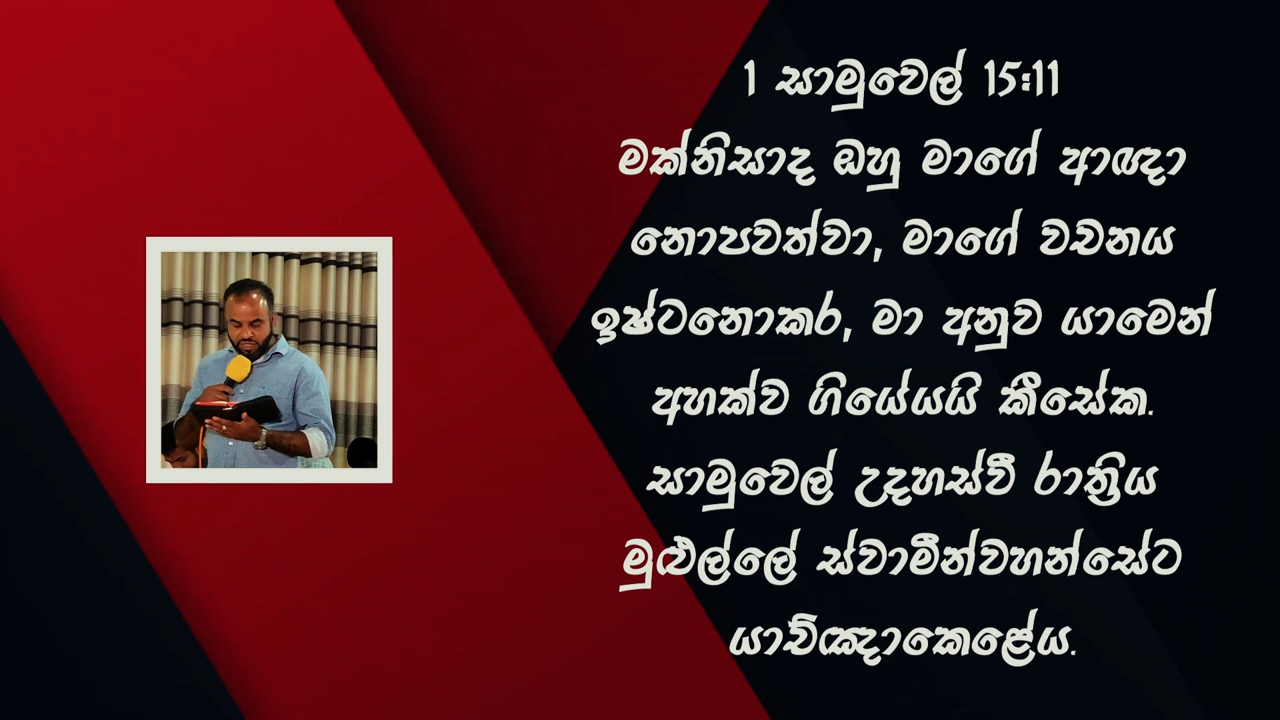 1 සාමුවෙල් 15:11
මක්නිසාද ඔහු මාගේ ආඥා
නොපවත්වා, මාගේ වචනය
ඉෂ්ටනොකර, මා අනුව යාමෙන්
අහක්ව ගියේයයි කීසේක.
සාමුවෙල් උදහස්වී රාත්‍රිය
මුළුල්ලේ ස්වාමීන්වහන්සේට
යාච්ඤාකෙළේය.